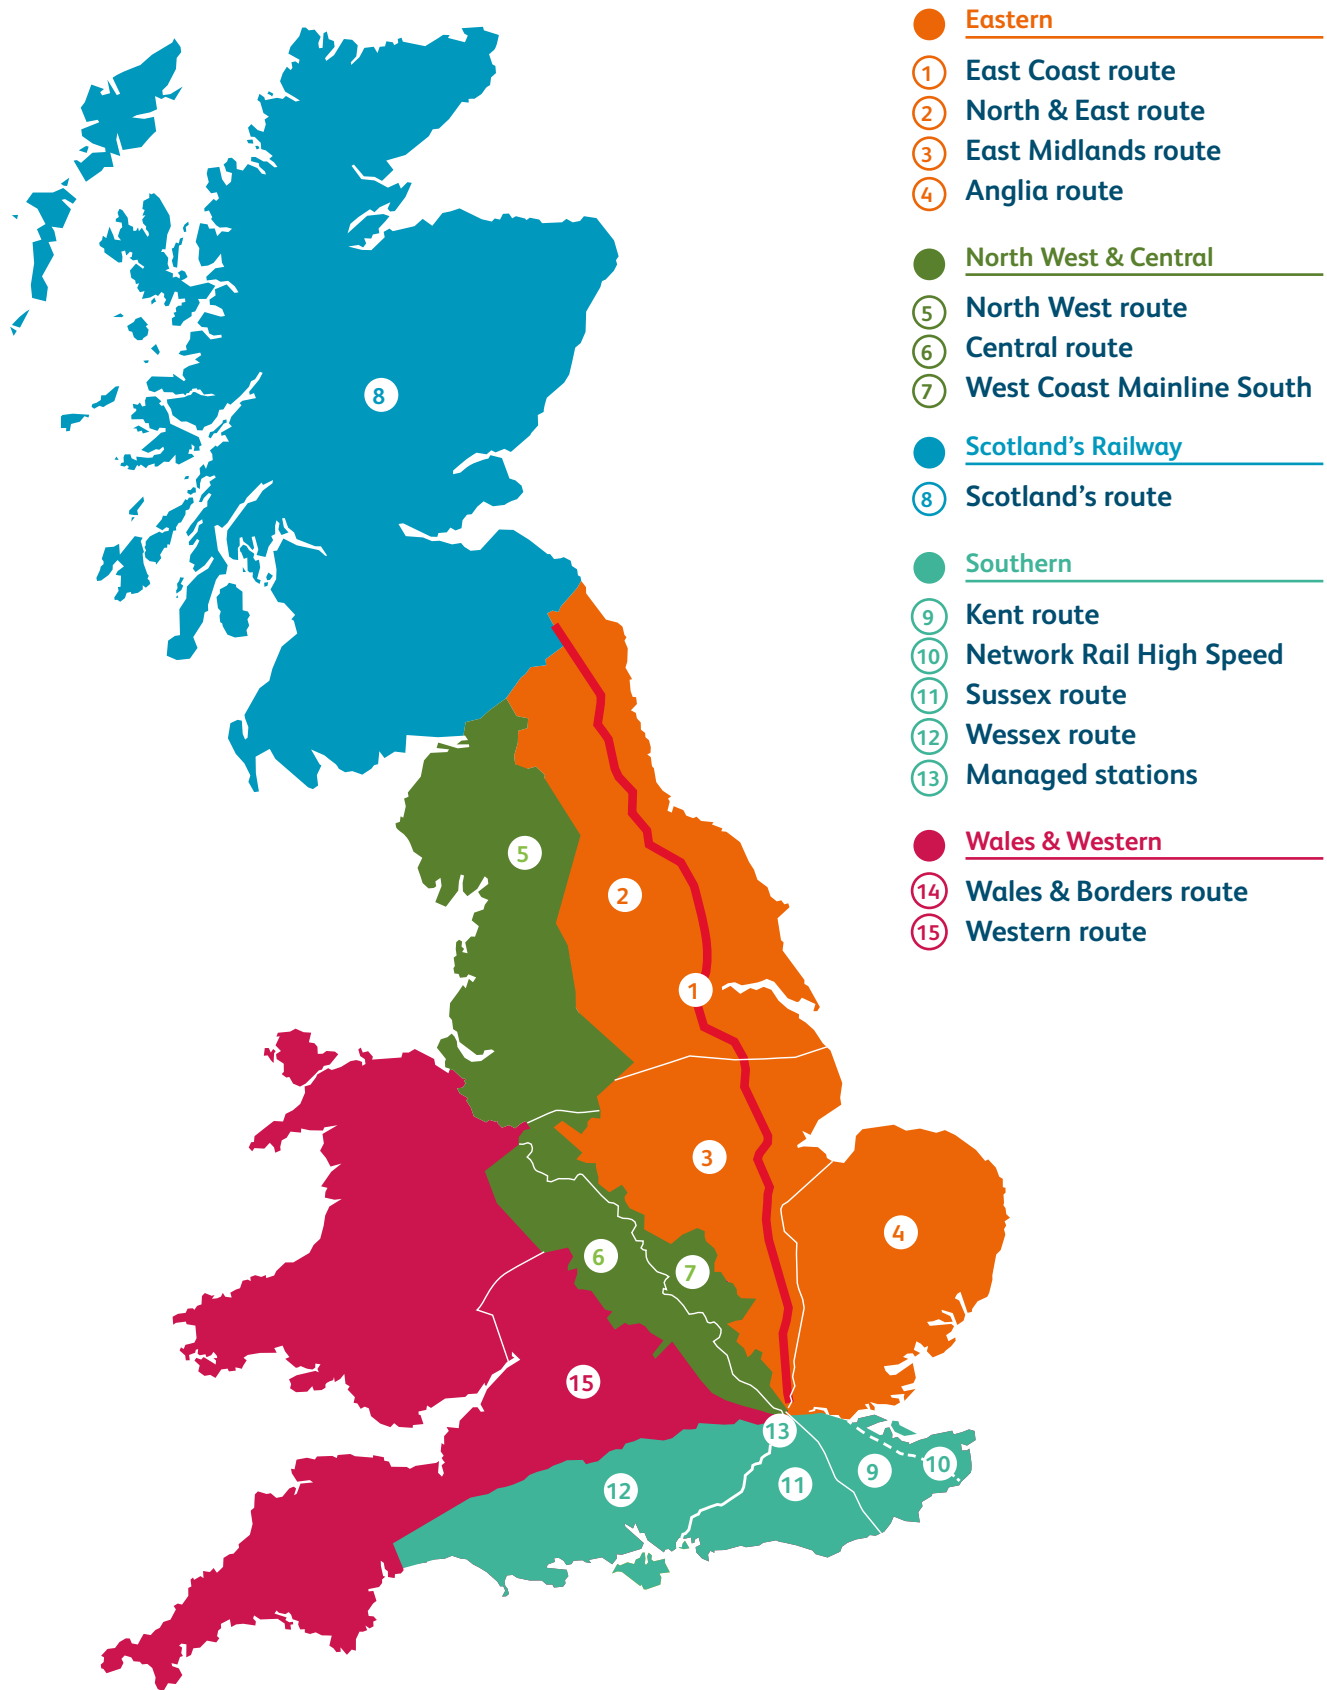 Eastern
1 East Coast route
2 North & East route
3 East Midlands route
4 Anglia route
North West & Central
5 North West route
6 Central route
7 West Coast Mainline South
Scotland’s Railway
8 Scotland’s route
Southern
9 Kent route
10 Network Rail High Speed
11 Sussex route
12 Wessex route
13 Managed stations
Wales & Western
14 Wales & Borders route
15 Western route
8
5
2
1
3
4
6
7
15
13
10
9
11
12